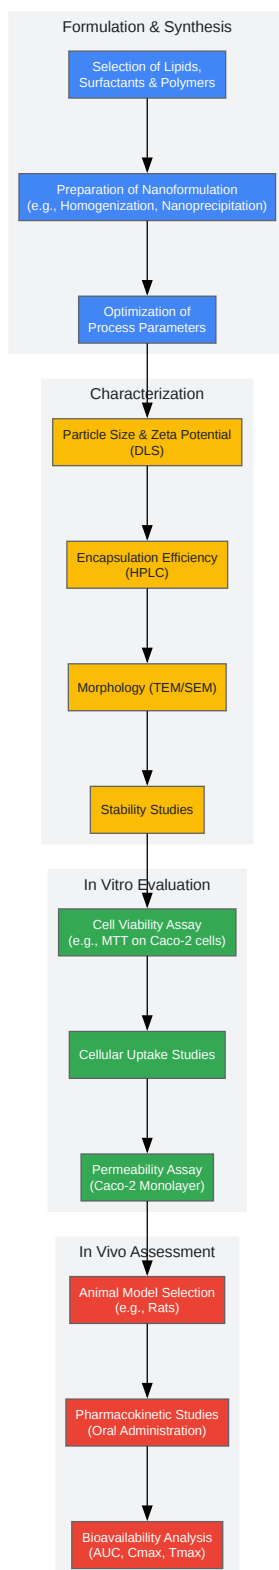 Formulation & Synthesis
Selection of Lipids,
Surfactants & Polymers
Preparation of Nanoformulation
(e.g., Homogenization, Nanoprecipitation)
Optimization of
Process Parameters
Characterization
Particle Size & Zeta Potential
(DLS)
Encapsulation Efficiency
(HPLC)
Morphology (TEM/SEM)
Stability Studies
In Vitro Evaluation
Cell Viability Assay
(e.g., MTT on Caco-2 cells)
Cellular Uptake Studies
Permeability Assay
(Caco-2 Monolayer)
In Vivo Assessment
Animal Model Selection
(e.g., Rats)
Pharmacokinetic Studies
(Oral Administration)
Bioavailability Analysis
(AUC, Cmax, Tmax)